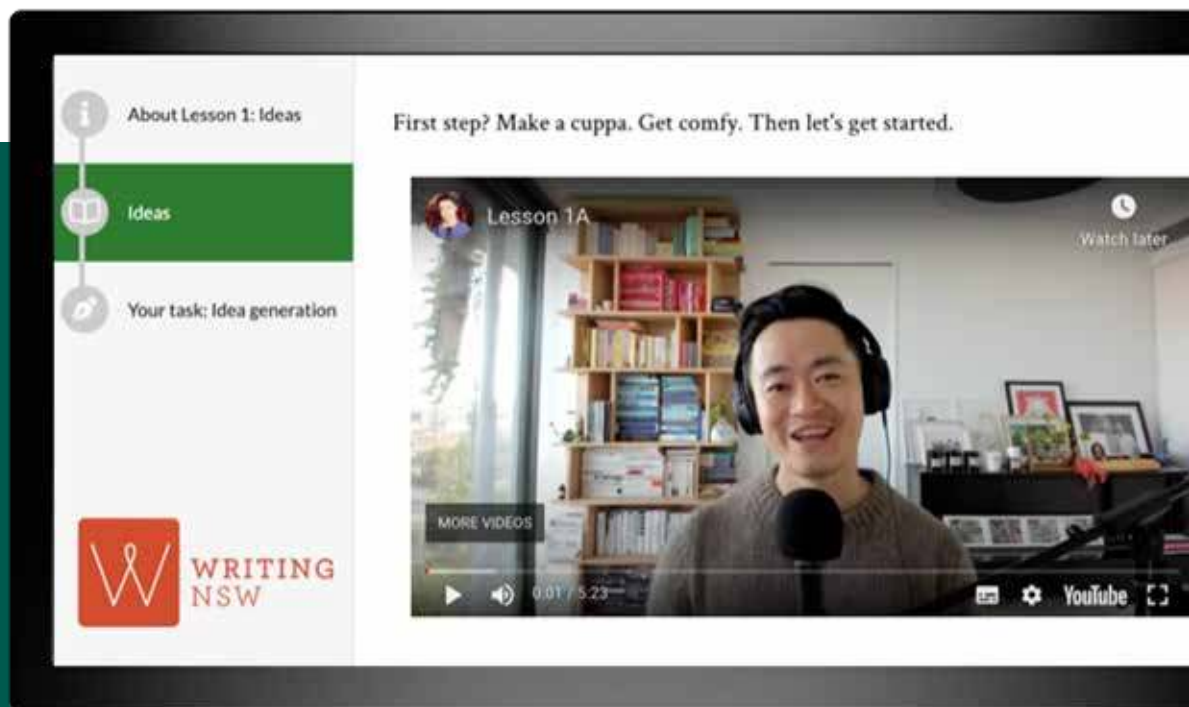 About Lesson 1: Ideas
Ideas
Your task: Idea generation
WRITING
NSW
First step? Make a cuppa. Get comfy. Then let's get started.
Lesson 1A
Watch later
MORE VIDEOS
0:01 / 5:23
YouTube